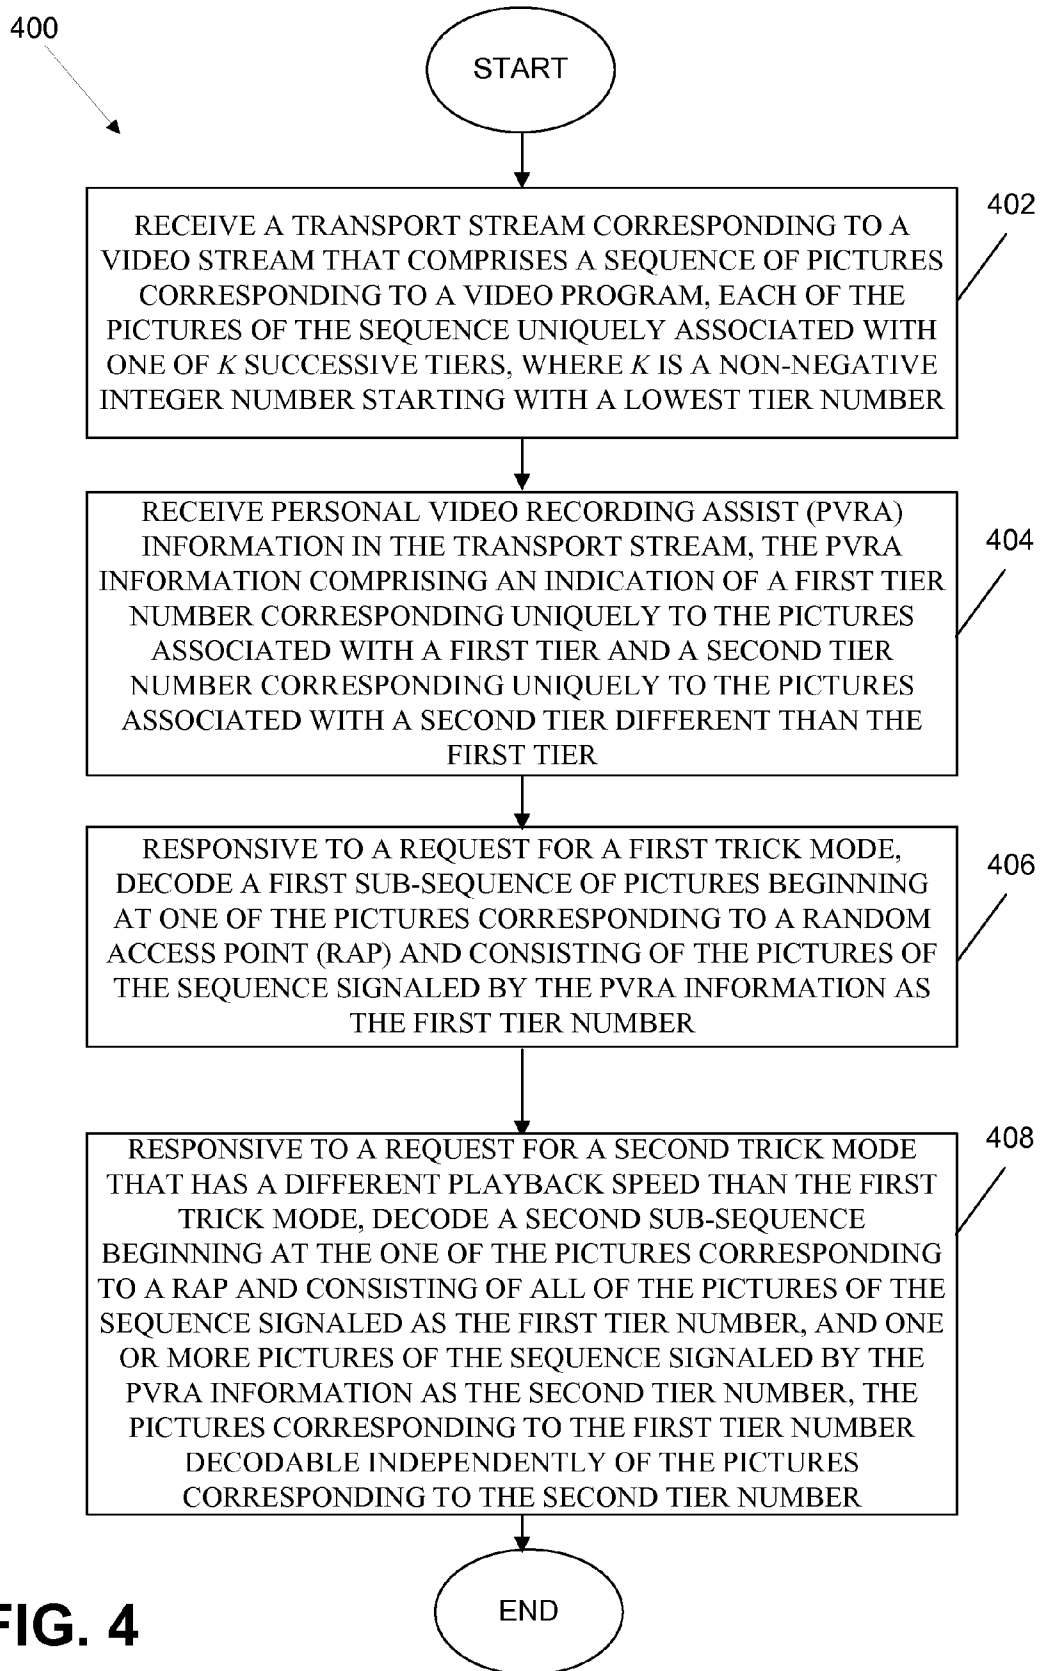 400
START
402
RECEIVE A TRANSPORT STREAM CORRESPONDING TO A
VIDEO STREAM THAT COMPRISES A SEQUENCE OF PICTURES
CORRESPONDING TO A VIDEO PROGRAM, EACH OF THE
PICTURES OF THE SEQUENCE UNIQUELY ASSOCIATED WITH
ONE OF K SUCCESSIVE TIERS, WHERE K IS A NON-NEGATIVE
INTEGER NUMBER STARTING WITH A LOWEST TIER NUMBER
404
RECEIVE PERSONAL VIDEO RECORDING ASSIST (PVRA)
INFORMATION IN THE TRANSPORT STREAM, THE PVRA
INFORMATION COMPRISING AN INDICATION OF A FIRST TIER
NUMBER CORRESPONDING UNIQUELY TO THE PICTURES
ASSOCIATED WITH A FIRST TIER AND A SECOND TIER
NUMBER CORRESPONDING UNIQUELY TO THE PICTURES
ASSOCIATED WITH A SECOND TIER DIFFERENT THAN THE
FIRST TIER
406
RESPONSIVE TO A REQUEST FOR A FIRST TRICK MODE,
DECODE A FIRST SUB-SEQUENCE OF PICTURES BEGINNING
AT ONE OF THE PICTURES CORRESPONDING TO A RANDOM
ACCESS POINT (RAP) AND CONSISTING OF THE PICTURES OF
THE SEQUENCE SIGNALED BY THE PVRA INFORMATION AS
THE FIRST TIER NUMBER
408
RESPONSIVE TO A REQUEST FOR A SECOND TRICK MODE
THAT HAS A DIFFERENT PLAYBACK SPEED THAN THE FIRST
TRICK MODE, DECODE A SECOND SUB-SEQUENCE
BEGINNING AT THE ONE OF THE PICTURES CORRESPONDING
TO A RAP AND CONSISTING OF ALL OF THE PICTURES OF THE
SEQUENCE SIGNALED AS THE FIRST TIER NUMBER, AND ONE
OR MORE PICTURES OF THE SEQUENCE SIGNALED BY THE
PVRA INFORMATION AS THE SECOND TIER NUMBER, THE
PICTURES CORRESPONDING TO THE FIRST TIER NUMBER
DECODABLE INDEPENDENTLY OF THE PICTURES
CORRESPONDING TO THE SECOND TIER NUMBER
END
FIG. 4